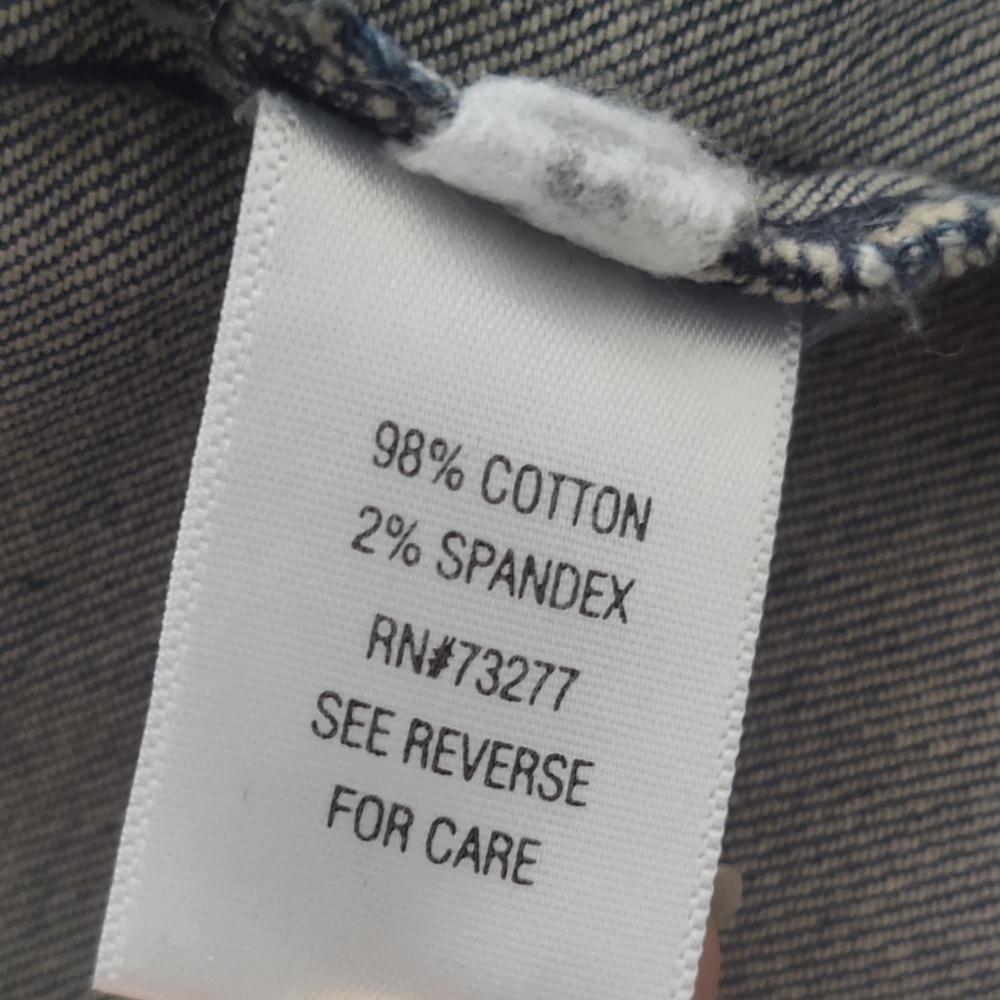 98% COTTON
2% SPANDEX
RN#73277
SEE REVERSE
FOR CARE